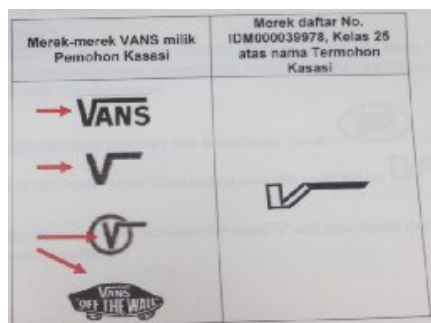 Merek-merek VANS milik
Pemohon Kasasi
Merek daftar No.
IDM000039978, Kelas 25
atas nama Termohon
Kasasi
VANS
V
V
VANS
"OFF THE WALL"
V